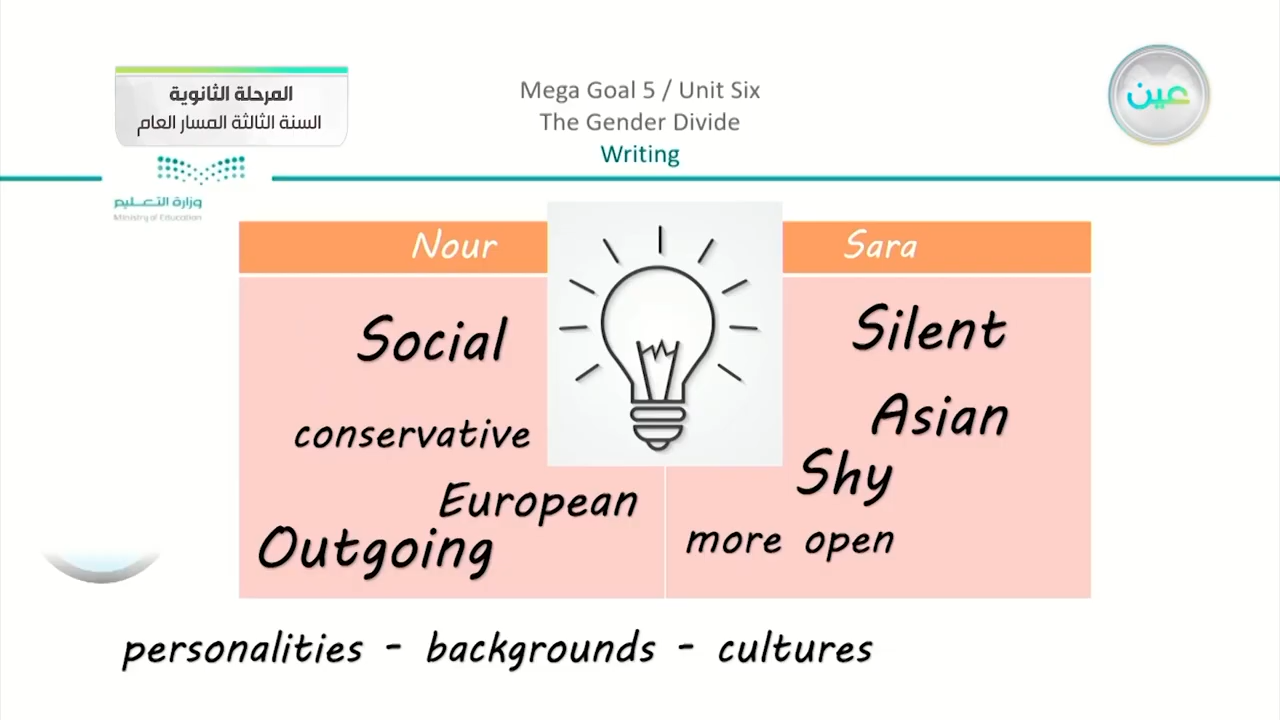 المرحلة الثانوية
السنة الثالثة المسار العام
Mega Goal 5 / Unit Six
The Gender Divide
Writing
عين
وزارة التعـليم
Ministry of Education
Nour
Sara
Social
conservative
European
Outgoing
Silent
Asian
Shy
more open
personalities - backgrounds - cultures